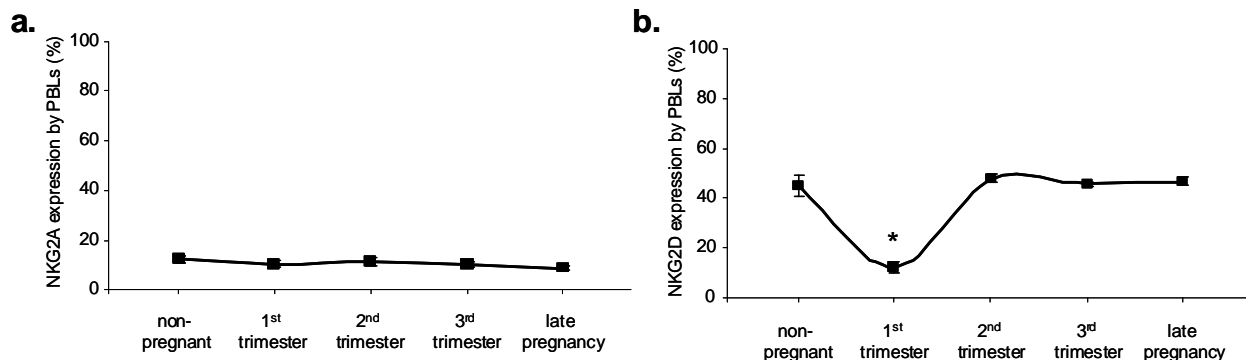 a.
NKG2A expression by PBLs (%)
100
80
60
40
20
0
non-
pregnant
1st
trimester
2nd
trimester
3rd
trimester
late
pregnancy
b.
NKG2D expression by PBLs (%)
100
80
60
40
20
0
*
non-
pregnant
1st
trimester
2nd
trimester
3rd
trimester
late
pregnancy